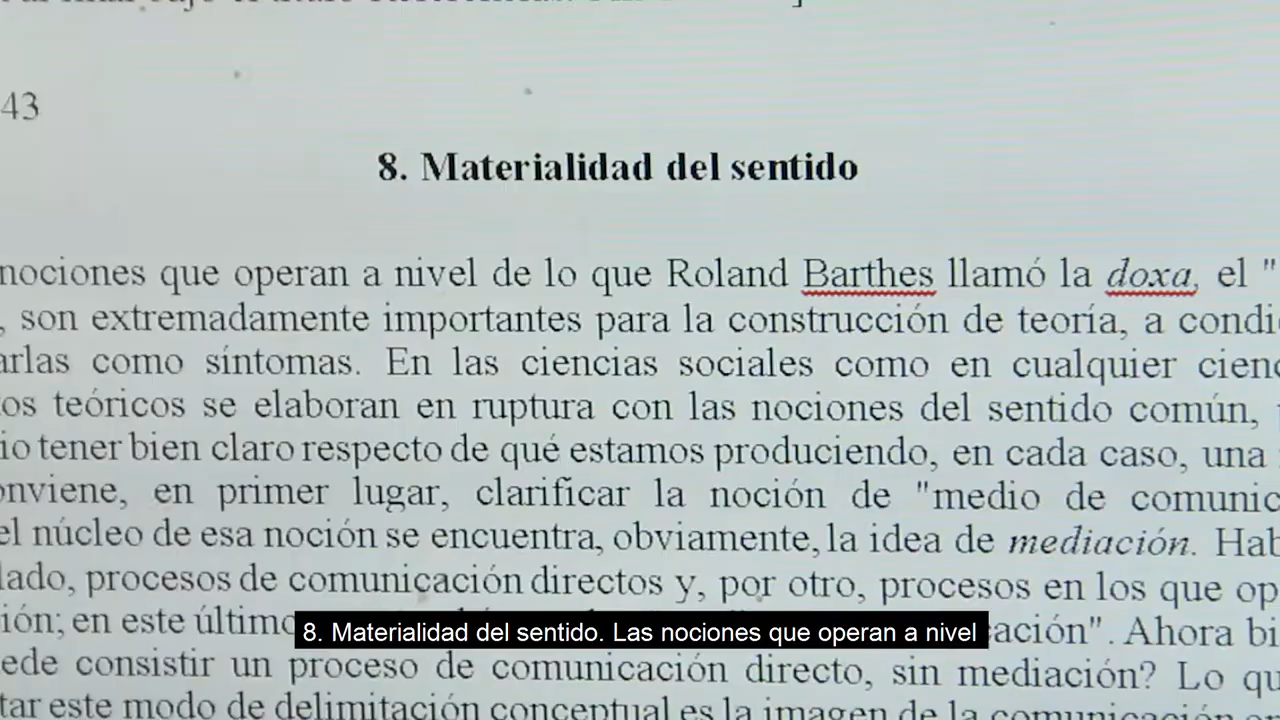 43
8. Materialidad del sentido
nociones que operan a nivel de lo que Roland Barthes llamó la doxa, el "
, son extremadamente importantes para la construcción de teoría, a condi
arlas como síntomas. En las ciencias sociales como en cualquier cienc
os teóricos se elaboran en ruptura con las nociones del sentido común,
io tener bien claro respecto de qué estamos produciendo, en cada caso, una
onviene, en primer lugar, clarificar la noción de "medio de comunic
el núcleo de esa noción se encuentra, obviamente, la idea de mediación. Hab
lado, procesos de comunicación directos y, por otro, procesos en los que op
ión; en este último ación". Ahora bi
8. Materialidad del sentido. Las nociones que operan a nivel
ede consistir un proceso de comunicación directo, sin mediación? Lo qu
tar este modo de delimitación conceptual es la imagen de la comunicación